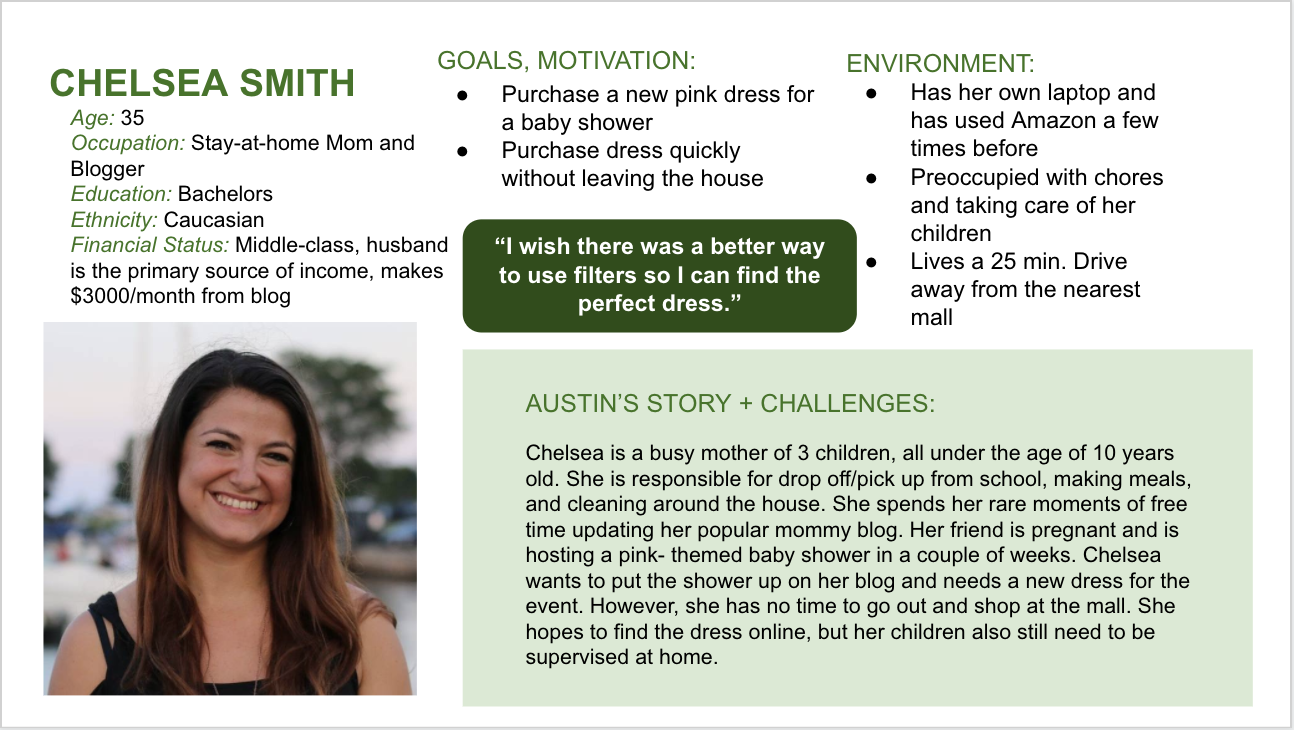 CHELSEA SMITH
Age: 35
Occupation: Stay-at-home Mom and
Blogger
Education: Bachelors
Ethnicity: Caucasian
Financial Status: Middle-class, husband
is the primary source of income, makes
$3000/month from blog
GOALS, MOTIVATION:
● Purchase a new pink dress for
a baby shower
● Purchase dress quickly
without leaving the house
“I wish there was a better way
to use filters so I can find the
perfect dress.”
ENVIRONMENT:
● Has her own laptop and
has used Amazon a few
times before
● Preoccupied with chores
and taking care of her
children
● Lives a 25 min. Drive
away from the nearest
mall
AUSTIN’S STORY + CHALLENGES:
Chelsea is a busy mother of 3 children, all under the age of 10 years
old. She is responsible for drop off/pick up from school, making meals,
and cleaning around the house. She spends her rare moments of free
time updating her popular mommy blog. Her friend is pregnant and is
hosting a pink- themed baby shower in a couple of weeks. Chelsea
wants to put the shower up on her blog and needs a new dress for the
event. However, she has no time to go out and shop at the mall. She
hopes to find the dress online, but her children also still need to be
supervised at home.